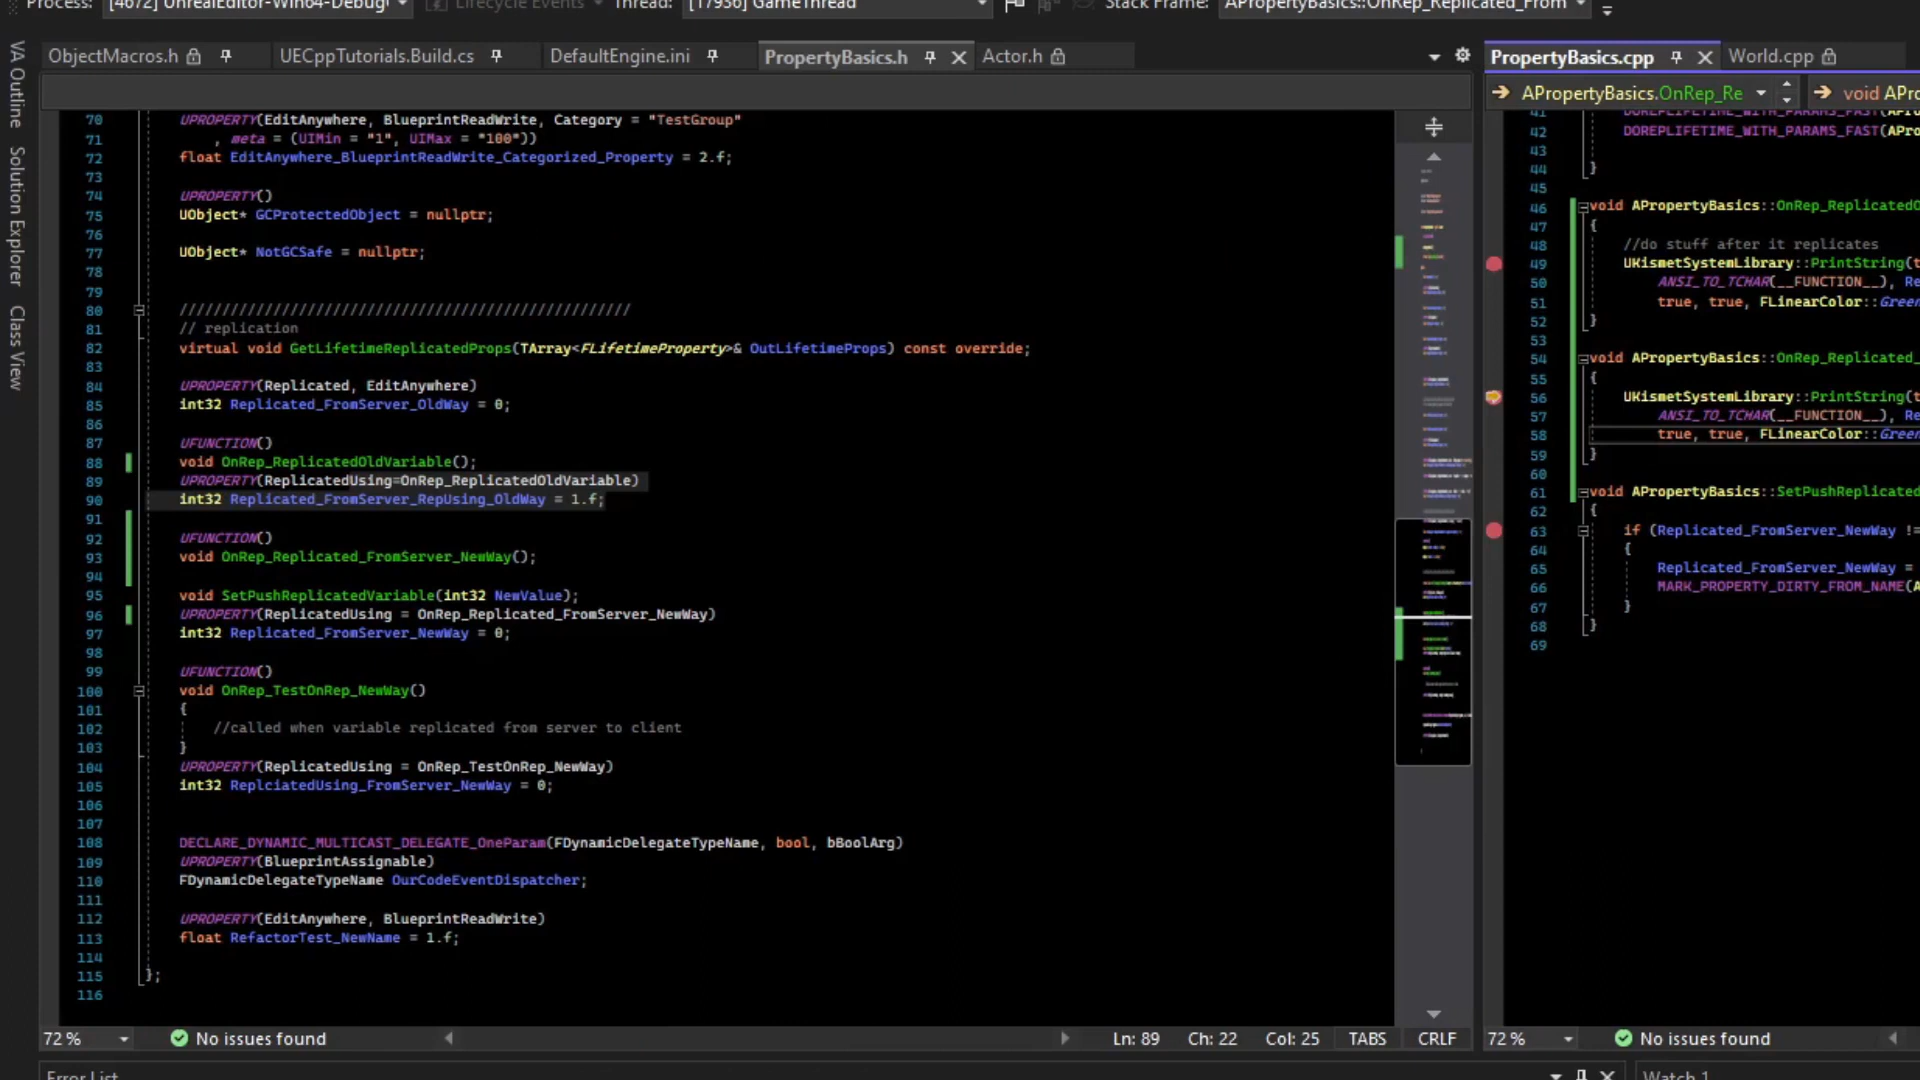 Process: [4672] UnrealEditor-Win64-Debug Lifecycle Events Thread: [17936] GameThread Stack Frame: APropertyBasics::OnRep_Replicated_From
VA Outline
Solution Explorer
Class View
ObjectMacros.h UECppTutorials.Build.cs DefaultEngine.ini PropertyBasics.h Actor.h
70 UPROPERTY(EditAnywhere, BlueprintReadWrite, Category = "TestGroup"
71 , meta = (UIMin = "1", UIMax = "100"))
72 float EditAnywhere_BlueprintReadWrite_Categorized_Property = 2.f;
73
74 UPROPERTY()
75 UObject* GCProtectedObject = nullptr;
76
77 UObject* NotGCSafe = nullptr;
78
79
80 /////////////////////////////////////////////////////
81 // replication
82 virtual void GetLifetimeReplicatedProps(TArray<FLifetimeProperty>& OutLifetimeProps) const override;
83
84 UPROPERTY(Replicated, EditAnywhere)
85 int32 Replicated_FromServer_OldWay = 0;
86
87 UFUNCTION()
88 void OnRep_ReplicatedOldVariable();
89 UPROPERTY(ReplicatedUsing=OnRep_ReplicatedOldVariable)
90 int32 Replicated_FromServer_RepUsing_OldWay = 1.f;
91
92 UFUNCTION()
93 void OnRep_Replicated_FromServer_NewWay();
94
95 void SetPushReplicatedVariable(int32 NewValue);
96 UPROPERTY(ReplicatedUsing = OnRep_Replicated_FromServer_NewWay)
97 int32 Replicated_FromServer_NewWay = 0;
98
99 UFUNCTION()
100 void OnRep_TestOnRep_NewWay()
101 {
102 //called when variable replicated from server to client
103 }
104 UPROPERTY(ReplicatedUsing = OnRep_TestOnRep_NewWay)
105 int32 ReplciatedUsing_FromServer_NewWay = 0;
106
107
108 DECLARE_DYNAMIC_MULTICAST_DELEGATE_OneParam(FDynamicDelegateTypeName, bool, bBoolArg)
109 UPROPERTY(BlueprintAssignable)
110 FDynamicDelegateTypeName OurCodeEventDispatcher;
111
112 UPROPERTY(EditAnywhere, BlueprintReadWrite)
113 float RefactorTest_NewName = 1.f;
114
115 };
116
72 % No issues found Ln: 89 Ch: 22 Col: 25 TABS CRLF
Error List
PropertyBasics.cpp World.cpp
APropertyBasics.OnRep_Re void APro
41 DOREPLIFETIME_WITH_PARAMS_FAST(APro
42 DOREPLIFETIME_WITH_PARAMS_FAST(APro
43
44 }
45
46 void APropertyBasics::OnRep_ReplicatedO
47 {
48 //do stuff after it replicates
49 UKismetSystemLibrary::PrintString(t
50 ANSI_TO_TCHAR(__FUNCTION__), Re
51 true, true, FLinearColor::Green
52 }
53
54 void APropertyBasics::OnRep_Replicated_
55 {
56 UKismetSystemLibrary::PrintString(t
57 ANSI_TO_TCHAR(__FUNCTION__), Re
58 true, true, FLinearColor::Green
59 }
60
61 void APropertyBasics::SetPushReplicated
62 {
63 if (Replicated_FromServer_NewWay !=
64 {
65 Replicated_FromServer_NewWay =
66 MARK_PROPERTY_DIRTY_FROM_NAME(A
67 }
68 }
69
72 % No issues found
Watch 1